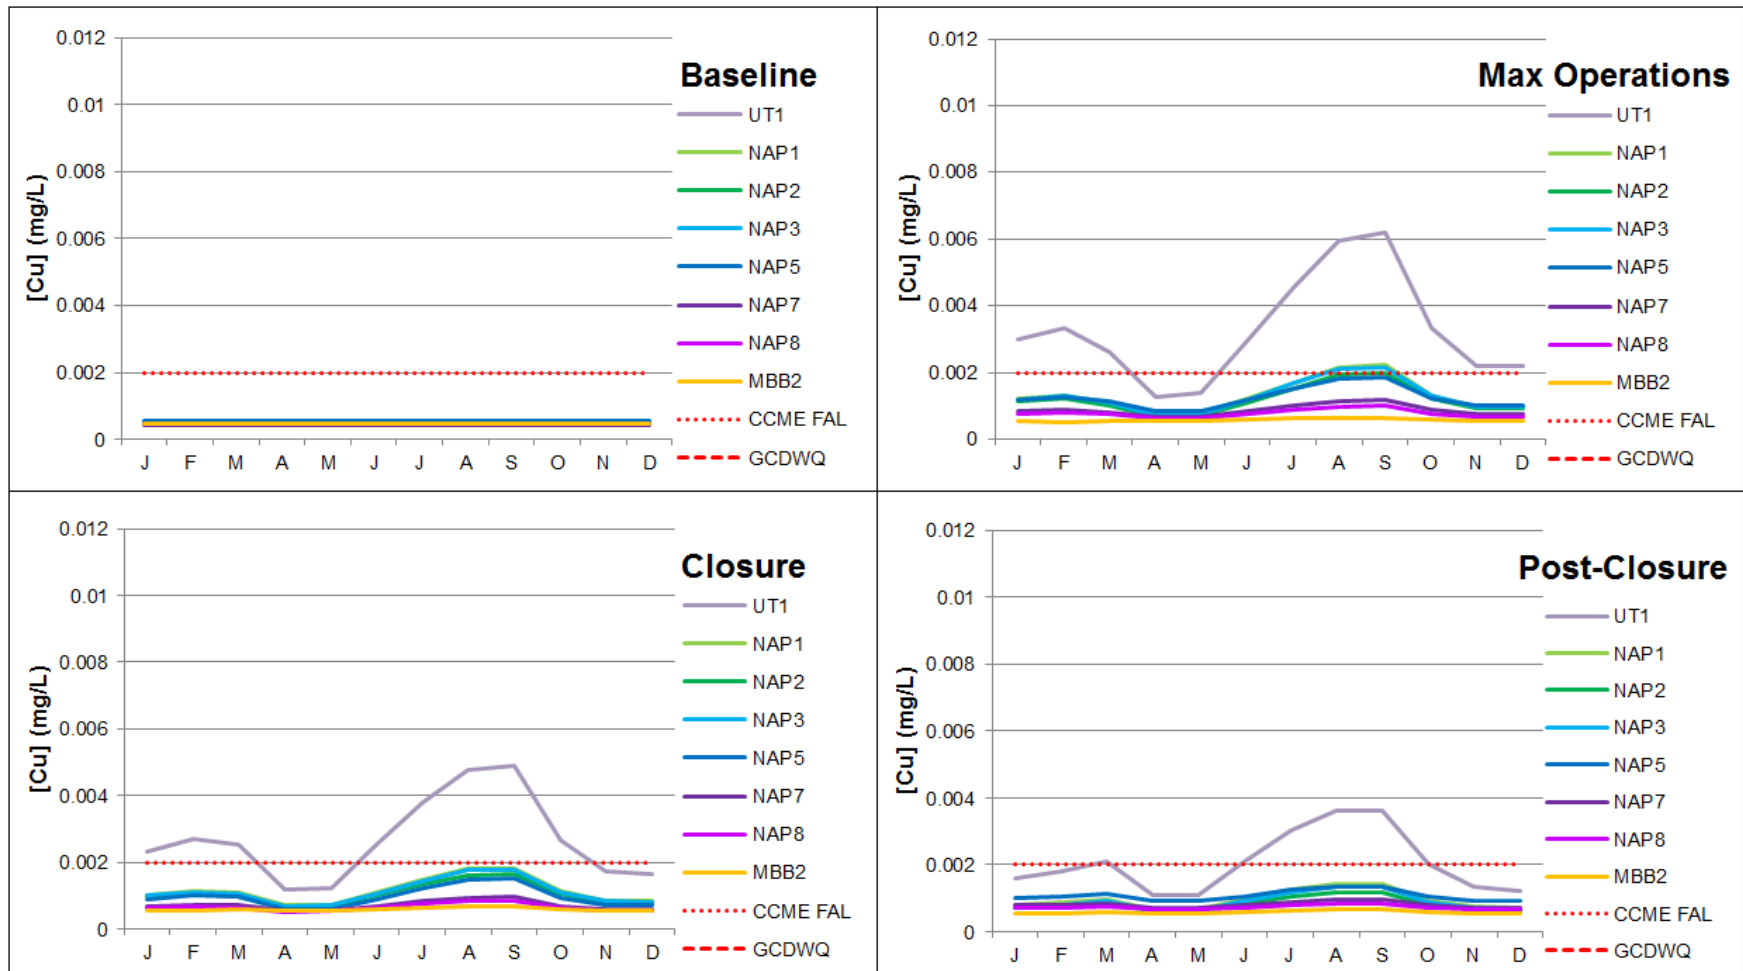 Baseline
[Cu] (mg/L)
0.012
0.01
0.008
0.006
0.004
0.002
0
J F M A M J J A S O N D
UT1
NAP1
NAP2
NAP3
NAP5
NAP7
NAP8
MBB2
CCME FAL
GCDWQ
Max Operations
[Cu] (mg/L)
0.012
0.01
0.008
0.006
0.004
0.002
0
J F M A M J J A S O N D
UT1
NAP1
NAP2
NAP3
NAP5
NAP7
NAP8
MBB2
CCME FAL
GCDWQ
Closure
[Cu] (mg/L)
0.012
0.01
0.008
0.006
0.004
0.002
0
J F M A M J J A S O N D
UT1
NAP1
NAP2
NAP3
NAP5
NAP7
NAP8
MBB2
CCME FAL
GCDWQ
Post-Closure
[Cu] (mg/L)
0.012
0.01
0.008
0.006
0.004
0.002
0
J F M A M J J A S O N D
UT1
NAP1
NAP2
NAP3
NAP5
NAP7
NAP8
MBB2
CCME FAL
GCDWQ